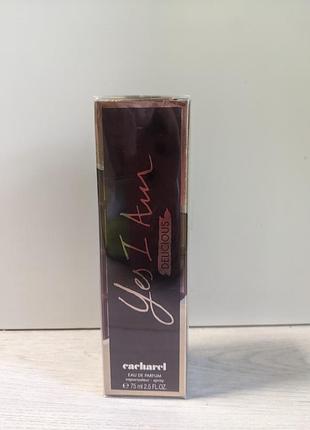 Yes I Am
DELICIOUS
cacharel
EAU DE PARFUM
vaporisateur - spray
℮ 75 ml 2.5 FL.OZ.